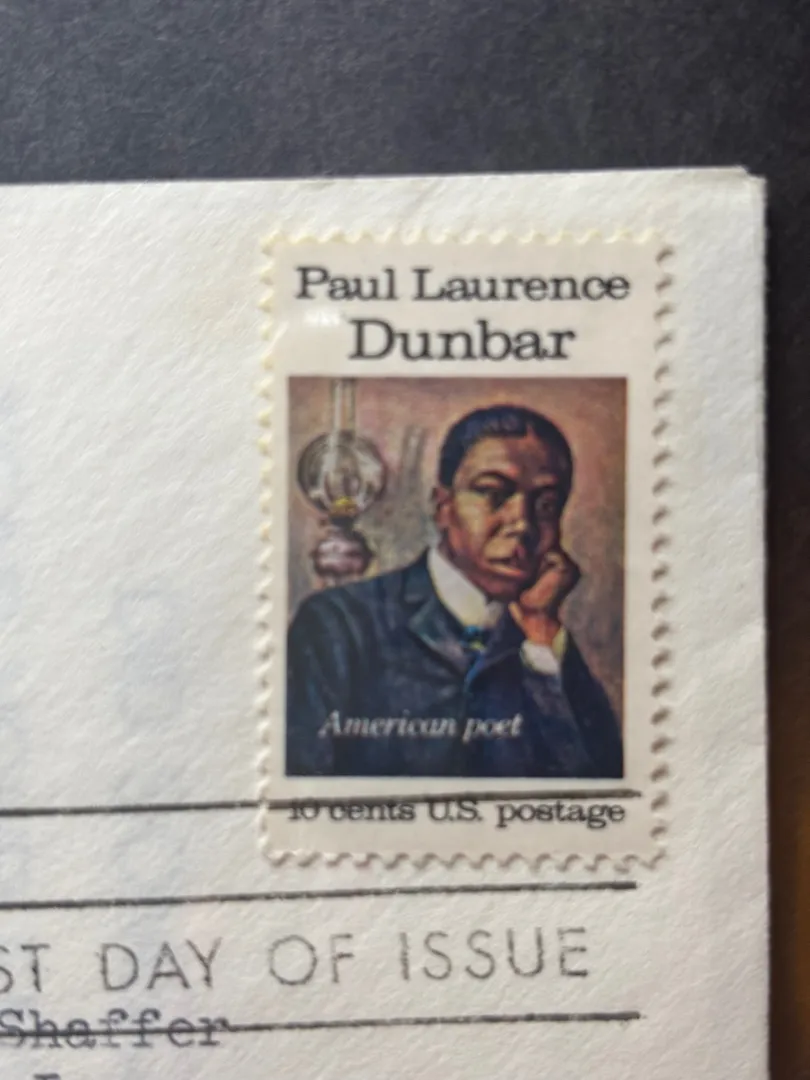 Paul Laurence
Dunbar
American poet
10 cents U.S. postage
ST DAY OF ISSUE
Shaffer